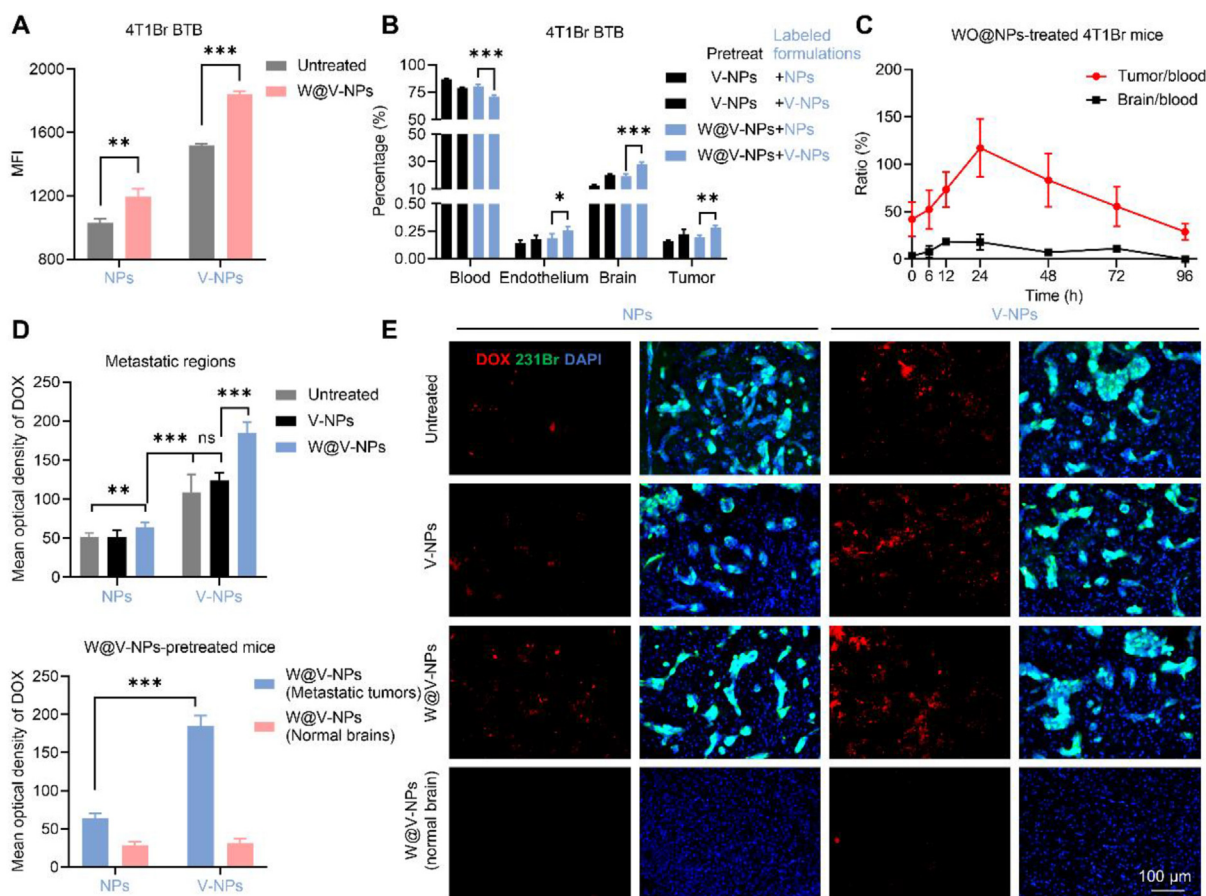 A
4T1Br BTB
***
**
Untreated
W@V-NPs
MFI
2000
1600
1200
800
NPs
V-NPs
B
4T1Br BTB
Pretreat
Labeled formulations
V-NPs +NPs
V-NPs +V-NPs
W@V-NPs+NPs
W@V-NPs+V-NPs
***
***
*
**
Percentage (%)
100
75
50
30
20
10
0.50
0.25
0.00
Blood Endothelium Brain Tumor
C
WO@NPs-treated 4T1Br mice
Tumor/blood
Brain/blood
Ratio (%)
200
150
100
50
0
0 6 12 24 48 72 96
Time (h)
D
Metastatic regions
Untreated
V-NPs
W@V-NPs
***
*** ns
**
Mean optical density of DOX
250
200
150
100
50
0
NPs
V-NPs
W@V-NPs-pretreated mice
W@V-NPs
(Metastatic tumors)
W@V-NPs
(Normal brains)
***
Mean optical density of DOX
250
200
150
100
50
0
NPs
V-NPs
E
NPs
V-NPs
DOX 231Br DAPI
Untreated
V-NPs
W@V-NPs
W@V-NPs
(normal brain)
100 μm